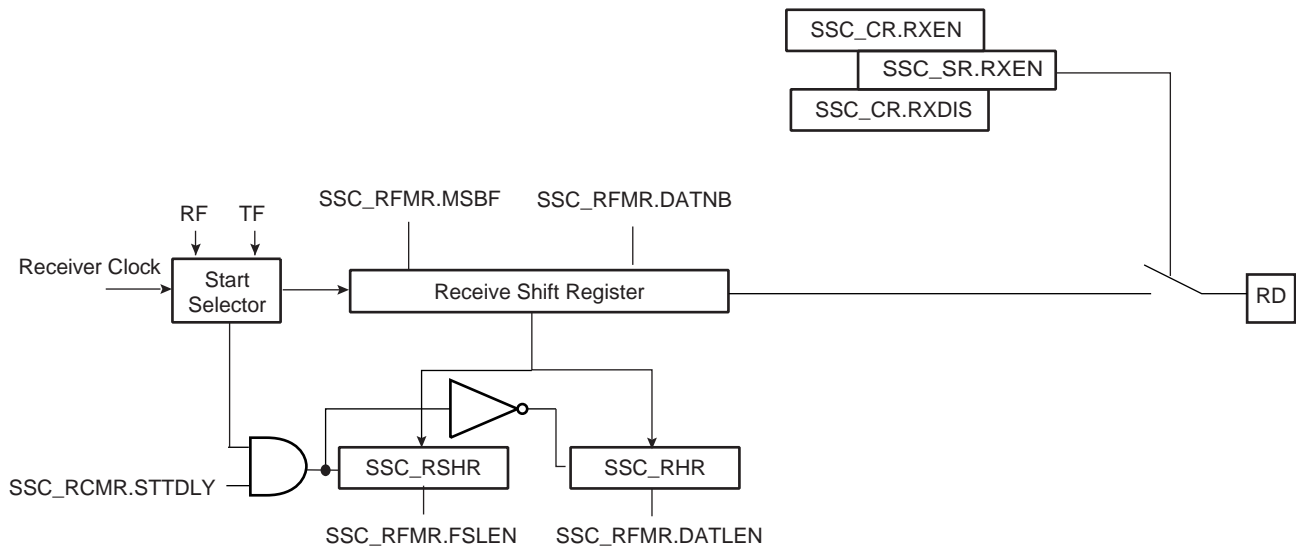 SSC_CR.RXEN
SSC_SR.RXEN
SSC_CR.RXDIS
SSC_RFMR.MSBF
SSC_RFMR.DATNB
RF
TF
Receiver Clock
Start
Selector
Receive Shift Register
RD
SSC_RSHR
SSC_RHR
SSC_RCMR.STTDLY
SSC_RFMR.FSLEN
SSC_RFMR.DATLEN